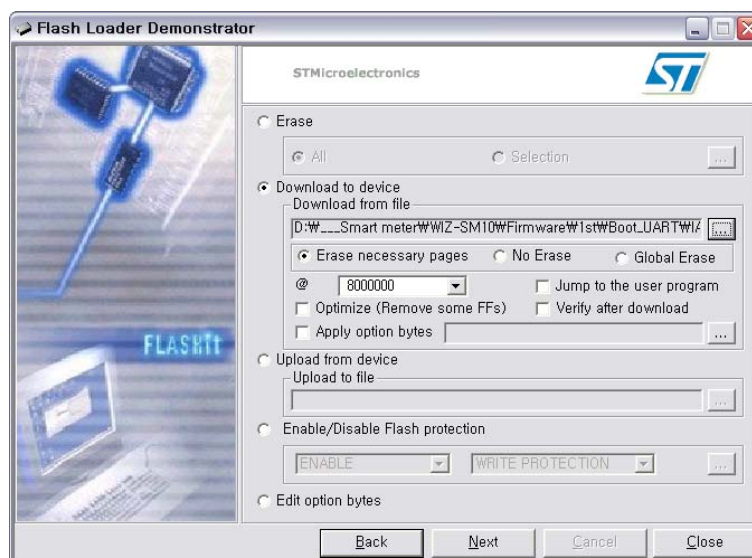 Flash Loader Demonstrator
STMicroelectronics
ST
Erase
All
Selection
...
Download to device
Download from file
D:₩___Smart meter₩WIZ-SM10₩Firmware₩1st₩Boot_UART₩IA
...
Erase necessary pages
No Erase
Global Erase
@
8000000
Jump to the user program
Optimize (Remove some FFs)
Verify after download
Apply option bytes
...
FLASHit
Upload from device
Upload to file
...
Enable/Disable Flash protection
ENABLE
WRITE PROTECTION
...
Edit option bytes
Back
Next
Cancel
Close